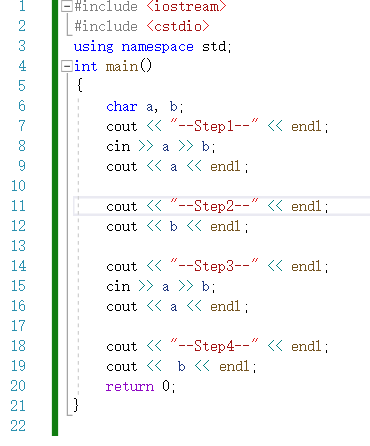 1 #include <iostream>
2 #include <cstdio>
3 using namespace std;
4 int main()
5 {
6 char a, b;
7 cout << "--Step1--" << endl;
8 cin >> a >> b;
9 cout << a << endl;
10
11 cout << "--Step2--" << endl;
12 cout << b << endl;
13
14 cout << "--Step3--" << endl;
15 cin >> a >> b;
16 cout << a << endl;
17
18 cout << "--Step4--" << endl;
19 cout <<  b << endl;
20 return 0;
21 }
22